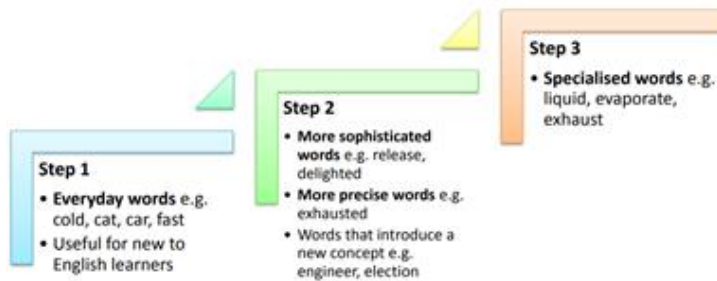 Step 1
• Everyday words e.g.
cold, cat, car, fast
• Useful for new to
English learners
Step 2
• More sophisticated
words e.g. release,
delighted
• More precise words e.g.
exhausted
• Words that introduce a
new concept e.g.
engineer, election
Step 3
• Specialised words e.g.
liquid, evaporate,
exhaust